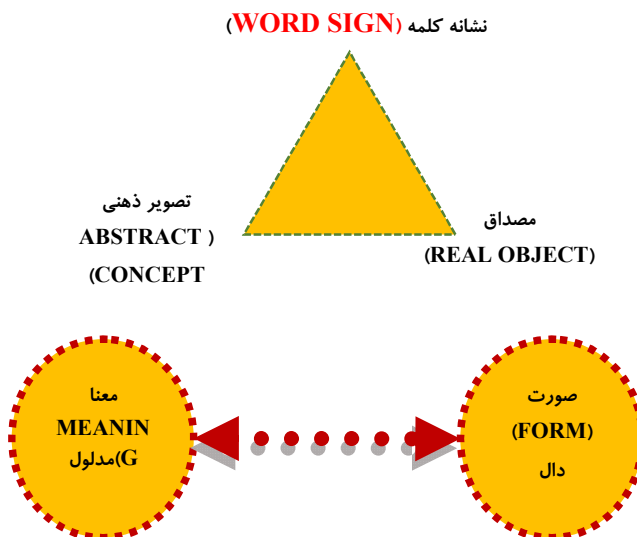 نشانه کلمه (WORD SIGN)
تصویر ذهنی
ABSTRACT )
(CONCEPT
مصداق
(REAL OBJECT)
معنا
MEANIN
G)مدلول
صورت
(FORM)
دال